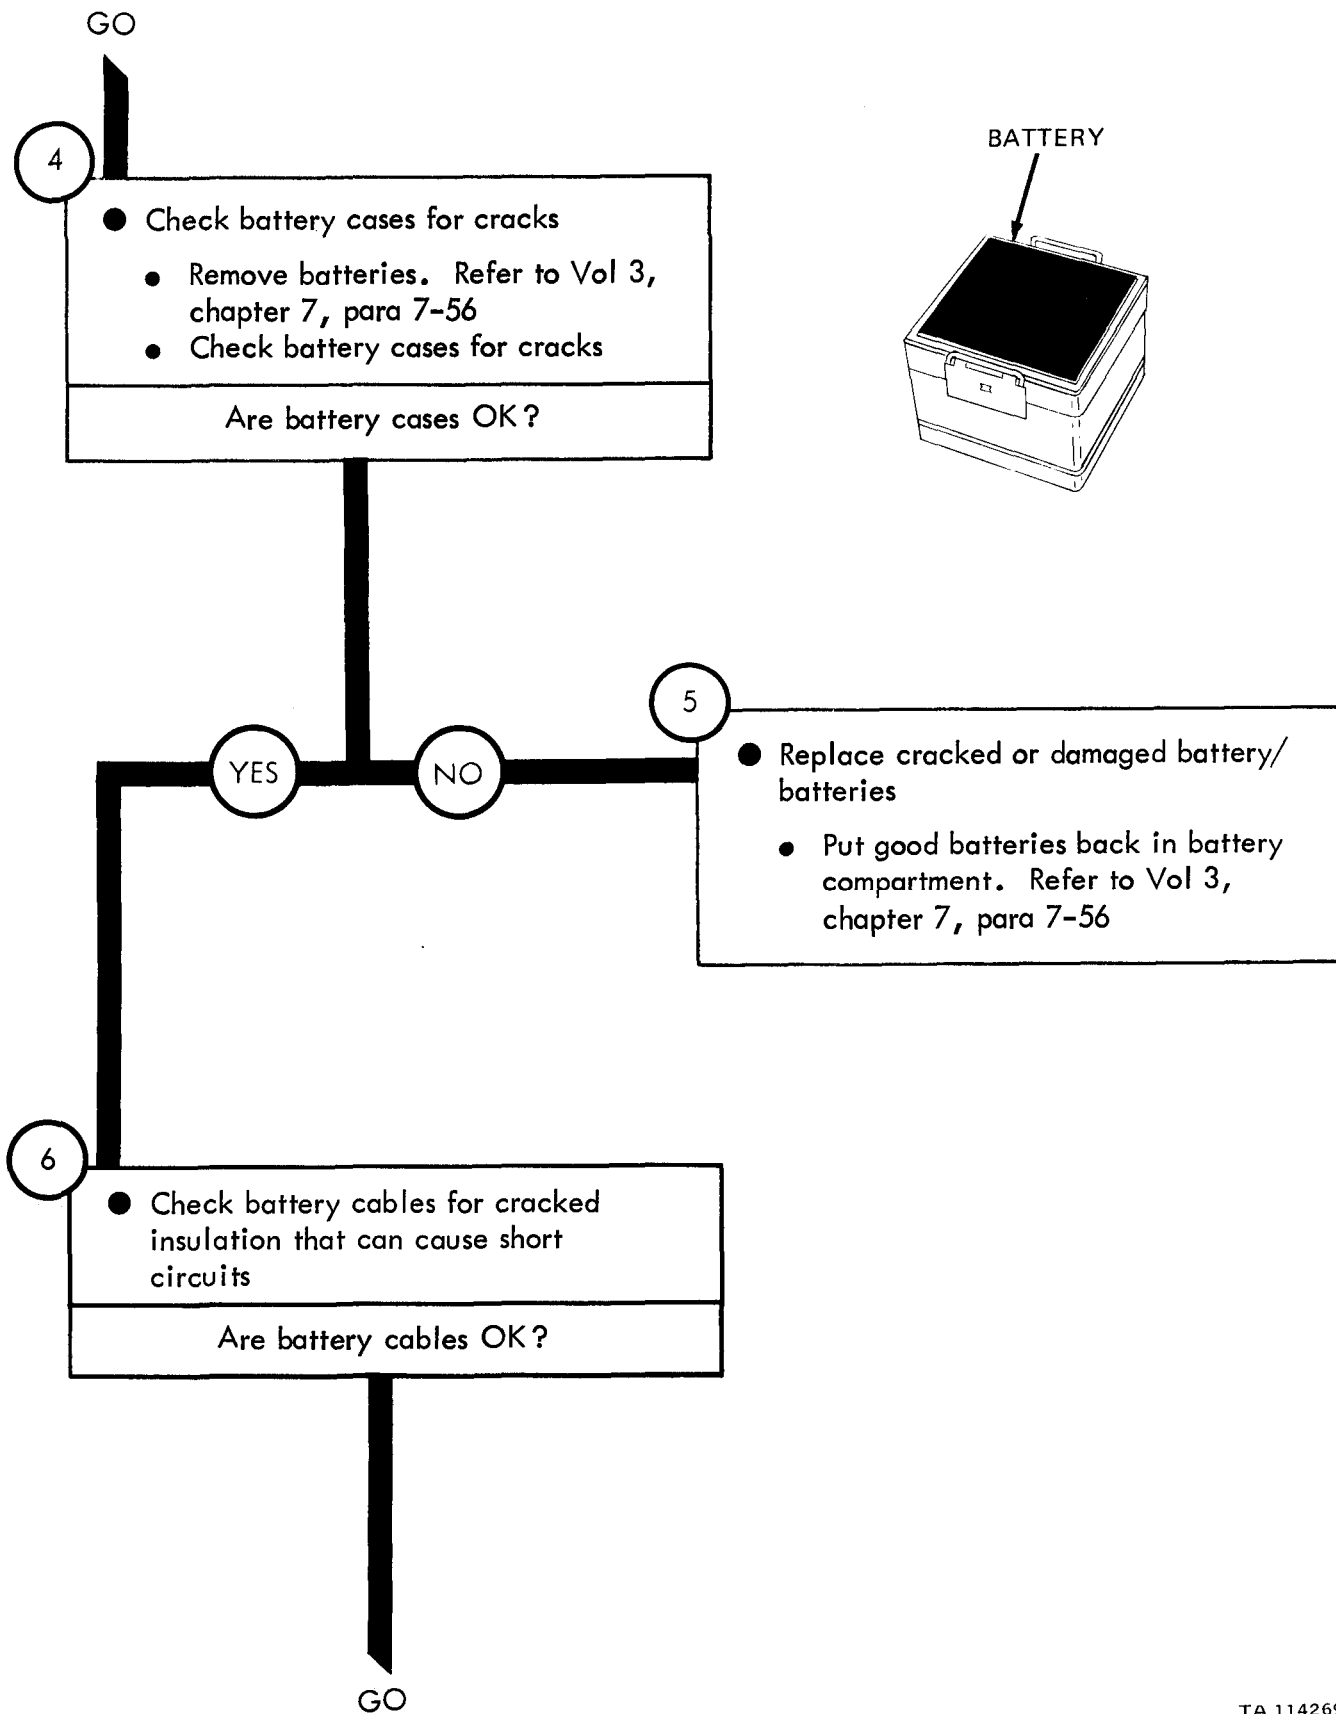 GO
4
● Check battery cases for cracks
● Remove batteries. Refer to Vol 3,
chapter 7, para 7-56
● Check battery cases for cracks
Are battery cases OK?
BATTERY
YES
NO
5
● Replace cracked or damaged battery/
batteries
● Put good batteries back in battery
compartment. Refer to Vol 3,
chapter 7, para 7-56
6
● Check battery cables for cracked
insulation that can cause short
circuits
Are battery cables OK?
GO
TA 114269